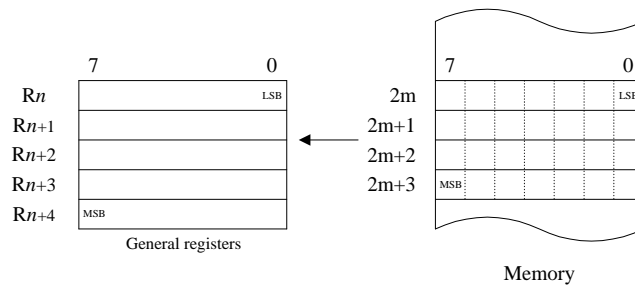 7 0 7 0
Rn LSB 2m LSB
Rn+1 2m+1
Rn+2 2m+2
Rn+3 2m+3 MSB
Rn+4 MSB
General registers
Memory